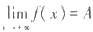 lim f(x) = A